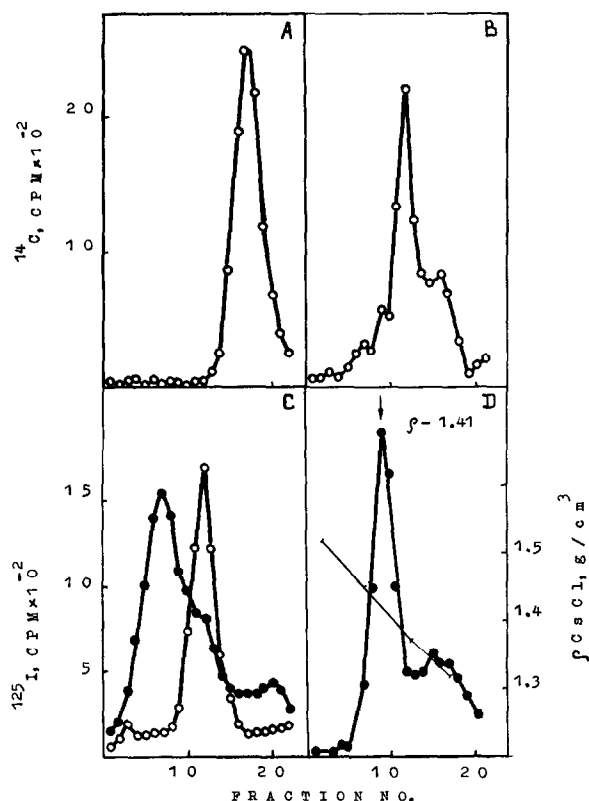 A
B
20
10
14C, CPM×10-2
C
D
ρ - 1.41
15
10
5
125I, CPM×10-2
1.5
1.4
1.3
ρCsCl, g/cm3
10
20
10
20
FRACTION NO.